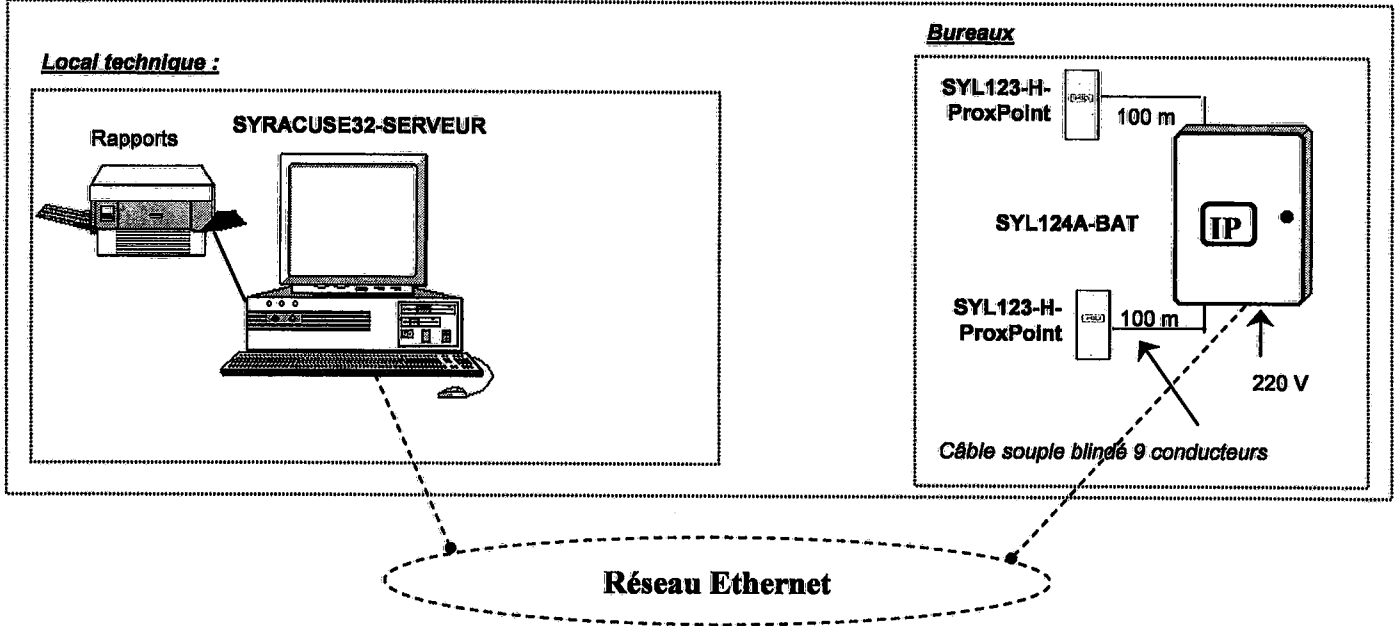 Local technique :
Rapports
SYRACUSE32-SERVEUR
Bureaux
SYL123-H-
ProxPoint
100 m
SYL124A-BAT
IP
SYL123-H-
ProxPoint
100 m
220 V
Câble souple blindé 9 conducteurs
Réseau Ethernet